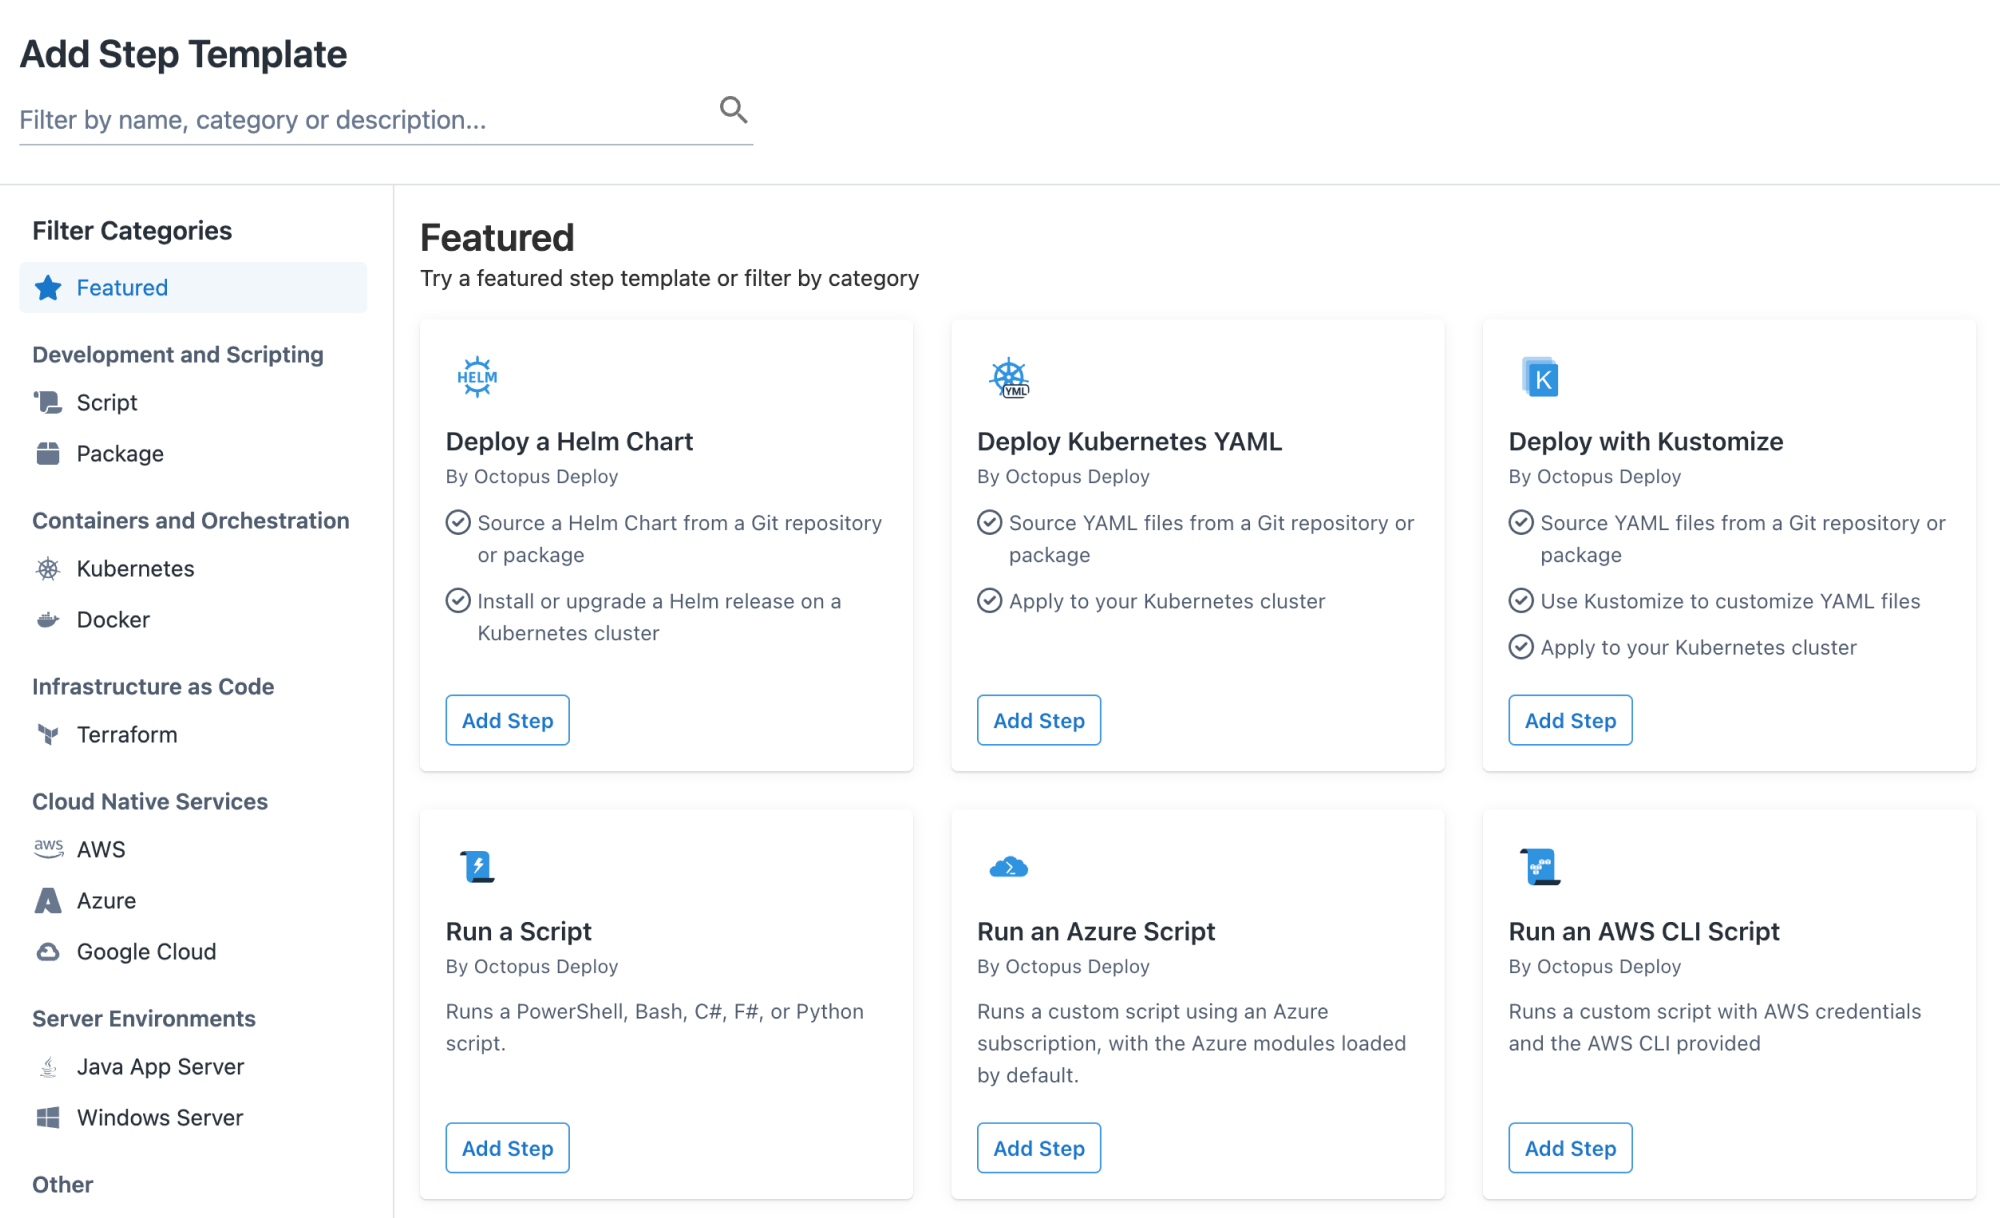 Add Step Template
Filter by name, category or description...
Filter Categories
Featured
Development and Scripting
Script
Package
Containers and Orchestration
Kubernetes
Docker
Infrastructure as Code
Terraform
Cloud Native Services
aws AWS
Azure
Google Cloud
Server Environments
Java App Server
Windows Server
Other
Featured
Try a featured step template or filter by category
HELM
Deploy a Helm Chart
By Octopus Deploy
Source a Helm Chart from a Git repository
or package
Install or upgrade a Helm release on a
Kubernetes cluster
Add Step
YML
Deploy Kubernetes YAML
By Octopus Deploy
Source YAML files from a Git repository or
package
Apply to your Kubernetes cluster
Add Step
K
Deploy with Kustomize
By Octopus Deploy
Source YAML files from a Git repository or
package
Use Kustomize to customize YAML files
Apply to your Kubernetes cluster
Add Step
Run a Script
By Octopus Deploy
Runs a PowerShell, Bash, C#, F#, or Python
script.
Add Step
Run an Azure Script
By Octopus Deploy
Runs a custom script using an Azure
subscription, with the Azure modules loaded
by default.
Add Step
Run an AWS CLI Script
By Octopus Deploy
Runs a custom script with AWS credentials
and the AWS CLI provided
Add Step